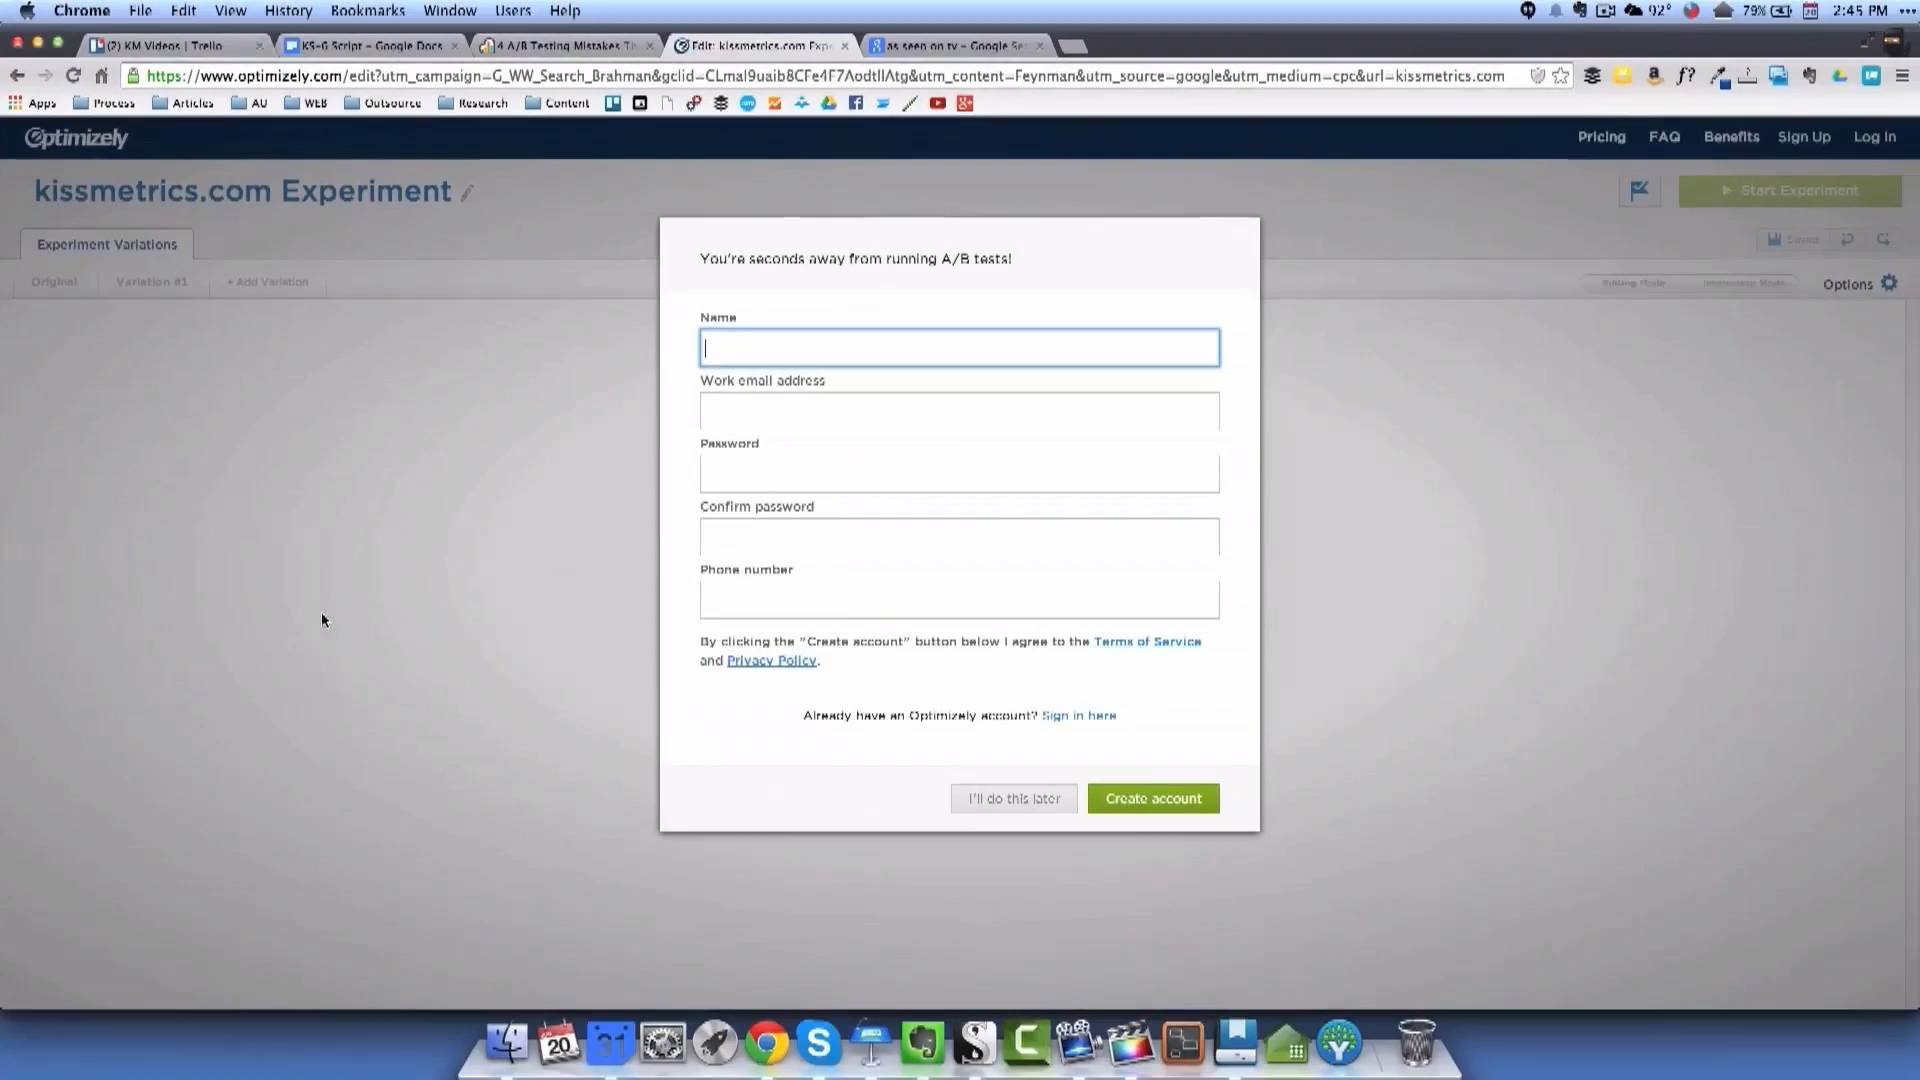 Chrome File Edit View History Bookmarks Window Users Help 92° 79% 2:45 PM
(2) KM Videos | Trello KS-G Script - Google Docs 4 A/B Testing Mistakes Th Edit: kissmetrics.com Exp as seen on tv - Google Se
https://www.optimizely.com/edit?utm_campaign=G_WW_Search_Brahman&gclid=CLmal9uaib8CFe4F7AodtlIAtg&utm_content=Feynman&utm_source=google&utm_medium=cpc&url=kissmetrics.com f?
Apps Process Articles AU WEB Outsource Research Content
Optimizely Pricing FAQ Benefits Sign Up Log In
kissmetrics.com Experiment Start Experiment
Experiment Variations Saved
Original Variation #1 + Add Variation Editing Mode Interactive Mode Options
You're seconds away from running A/B tests!
Name
Work email address
Password
Confirm password
Phone number
By clicking the "Create account" button below I agree to the Terms of Service
and Privacy Policy.
Already have an Optimizely account? Sign in here
I'll do this later Create account
20 31